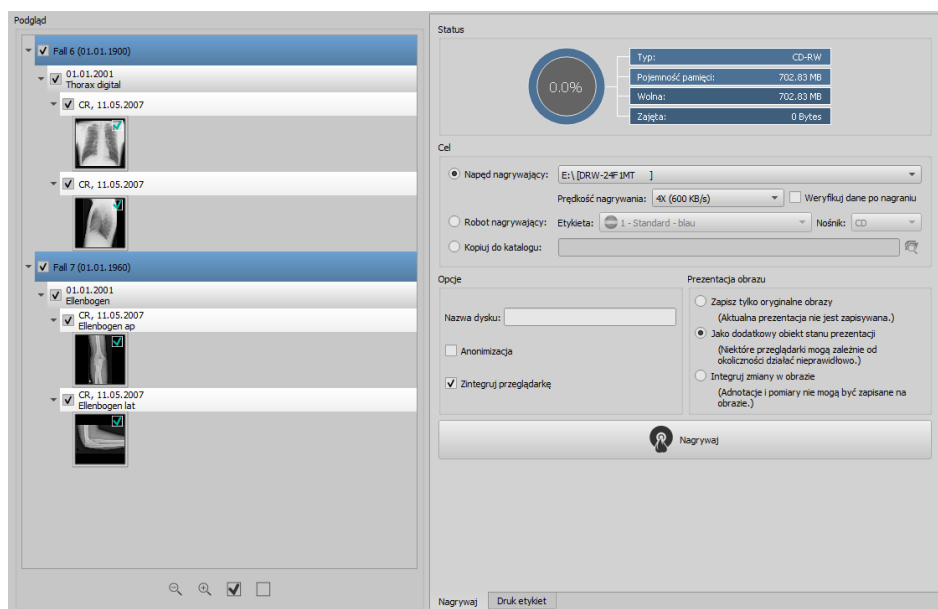 Podgląd
Fall 6 (01.01.1900)
01.01.2001
Thorax digital
CR, 11.05.2007
CR, 11.05.2007
Fall 7 (01.01.1960)
01.01.2001
Ellenbogen
CR, 11.05.2007
Ellenbogen ap
CR, 11.05.2007
Ellenbogen lat
Status
0.0%
Typ: CD-RW
Pojemność pamięci: 702.83 MB
Wolna: 702.83 MB
Zajęta: 0 Bytes
Cel
Napęd nagrywający: E:\ [DRW-24F1MT ]
Prędkość nagrywania: 4X (600 KB/s) Weryfikuj dane po nagraniu
Robot nagrywający: Etykieta: 1 - Standard - blau Nośnik: CD
Kopiuj do katalogu:
Opcje
Nazwa dysku:
Anonimizacja
Zintegruj przeglądarkę
Prezentacja obrazu
Zapisz tylko oryginalne obrazy
(Aktualna prezentacja nie jest zapisywana.)
Jako dodatkowy obiekt stanu prezentacji
(Niektóre przeglądarki mogą zależnie od
okoliczności działać nieprawidłowo.)
Integruj zmiany w obrazie
(Adnotacje i pomiary nie mogą być zapisane na
obrazie.)
Nagrywaj
Nagrywaj Druk etykiet